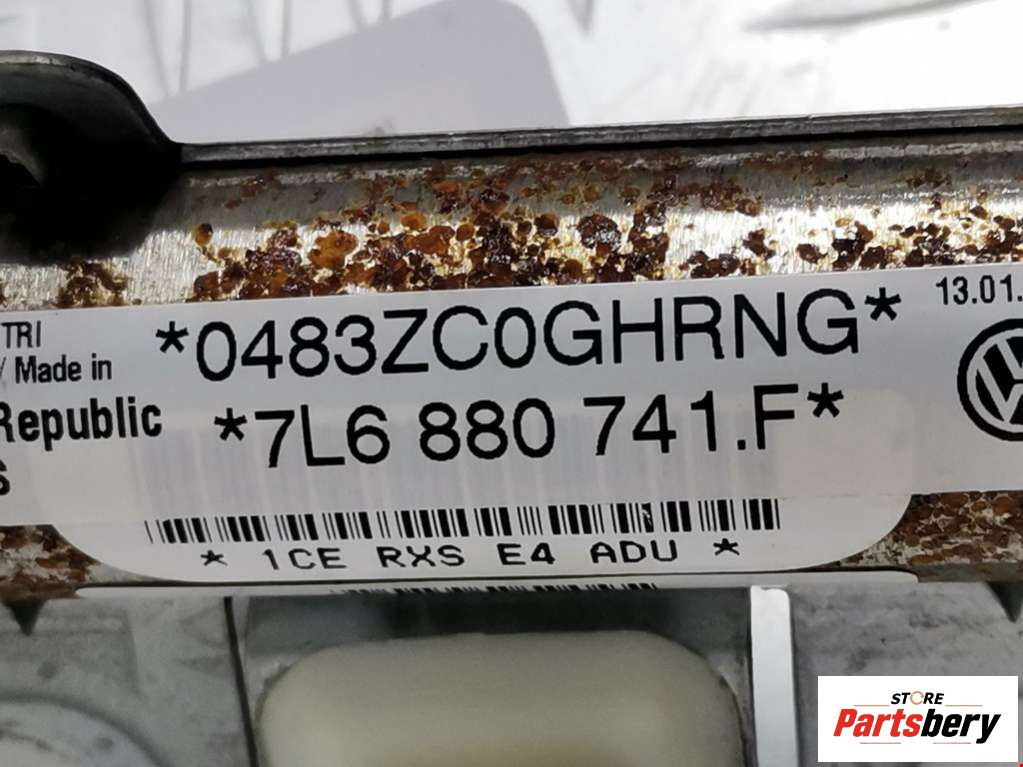 TRI
*0483ZC0GHRNG*
13.01.
Made in
Republic
*7L6 880 741.F*
S
* 1CE RXS E4 ADU *
STORE
Partsbery